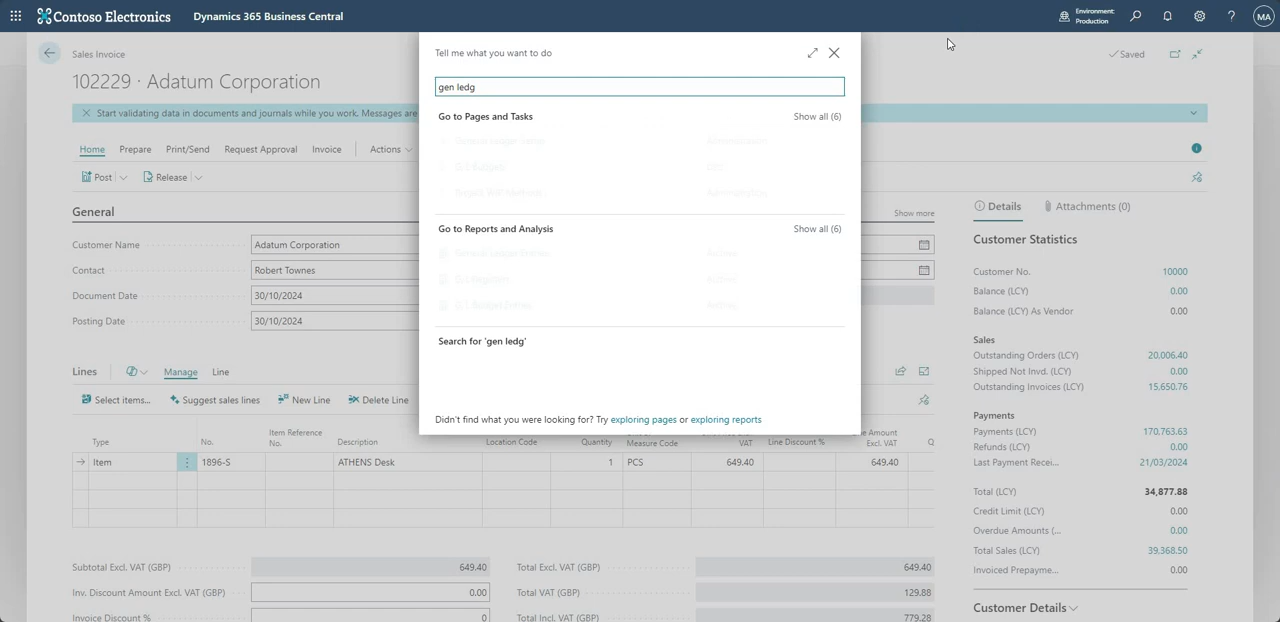 Contoso Electronics
Dynamics 365 Business Central
Environment:
Production
MA
Sales Invoice
102229 · Adatum Corporation
Saved
Start validating data in documents and journals while you work. Messages are
Home Prepare Print/Send Request Approval Invoice Actions
Post Release
General
Show more
Customer Name Adatum Corporation
Contact Robert Townes
Document Date 30/10/2024
Posting Date 30/10/2024
Lines Manage Line
Select items... Suggest sales lines New Line Delete Line
Type No. Item Reference No. Description Location Code Quantity Measure Code VAT Line Discount % Excl. VAT
Item 1896-S ATHENS Desk 1 PCS 649.40 649.40
Subtotal Excl. VAT (GBP) 649.40 Total Excl. VAT (GBP) 649.40
Inv. Discount Amount Excl. VAT (GBP) 0.00 Total VAT (GBP) 129.88
Invoice Discount % 0 Total Incl. VAT (GBP) 779.28
Tell me what you want to do
gen ledg
Go to Pages and Tasks Show all (6)
Go to Reports and Analysis Show all (6)
Search for 'gen ledg'
Didn't find what you were looking for? Try exploring pages or exploring reports
Details Attachments (0)
Customer Statistics
Customer No. 10000
Balance (LCY) 0.00
Balance (LCY) As Vendor 0.00
Sales
Outstanding Orders (LCY) 20,006.40
Shipped Not Invd. (LCY) 0.00
Outstanding Invoices (LCY) 15,650.76
Payments
Payments (LCY) 170,763.63
Refunds (LCY) 0.00
Last Payment Recei... 21/03/2024
Total (LCY) 34,877.88
Credit Limit (LCY) 0.00
Overdue Amounts (... 0.00
Total Sales (LCY) 39,368.50
Invoiced Prepayme... 0.00
Customer Details